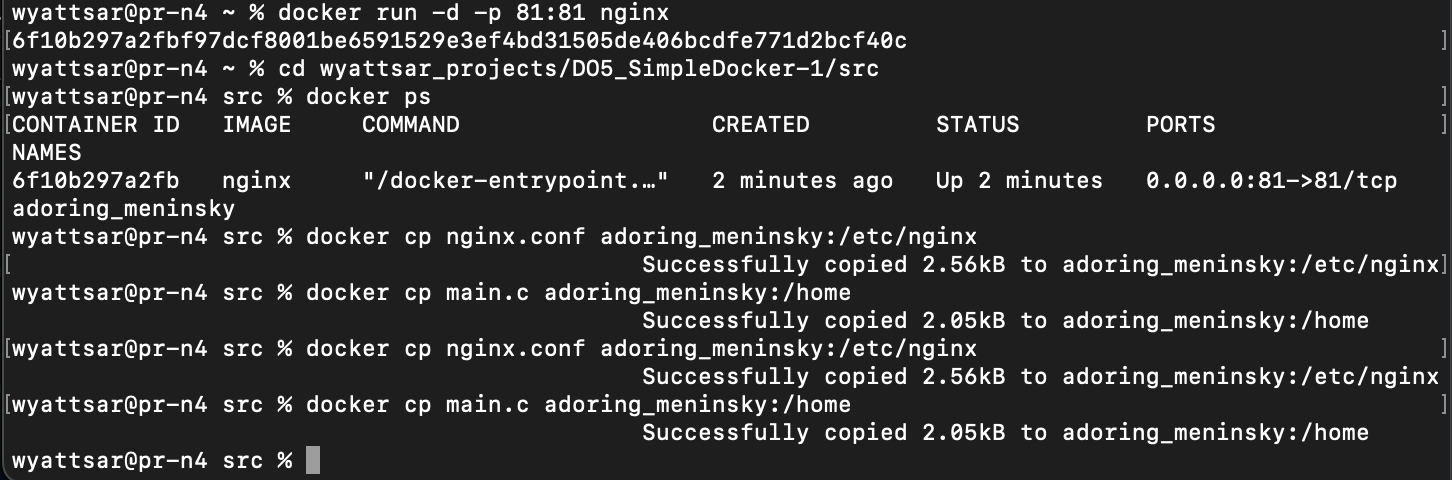 wyattsar@pr-n4 ~ % docker run -d -p 81:81 nginx
[6f10b297a2fbf97dcf8001be6591529e3ef4bd31505de406bcdfe771d2bcf40c ]
wyattsar@pr-n4 ~ % cd wyattsar_projects/DO5_SimpleDocker-1/src
[wyattsar@pr-n4 src % docker ps ]
[CONTAINER ID   IMAGE     COMMAND                  CREATED         STATUS         PORTS ]
NAMES
6f10b297a2fb   nginx     "/docker-entrypoint.…"   2 minutes ago   Up 2 minutes   0.0.0.0:81->81/tcp
adoring_meninsky
wyattsar@pr-n4 src % docker cp nginx.conf adoring_meninsky:/etc/nginx
[ Successfully copied 2.56kB to adoring_meninsky:/etc/nginx]
wyattsar@pr-n4 src % docker cp main.c adoring_meninsky:/home
Successfully copied 2.05kB to adoring_meninsky:/home
[wyattsar@pr-n4 src % docker cp nginx.conf adoring_meninsky:/etc/nginx ]
Successfully copied 2.56kB to adoring_meninsky:/etc/nginx
[wyattsar@pr-n4 src % docker cp main.c adoring_meninsky:/home ]
Successfully copied 2.05kB to adoring_meninsky:/home
wyattsar@pr-n4 src %